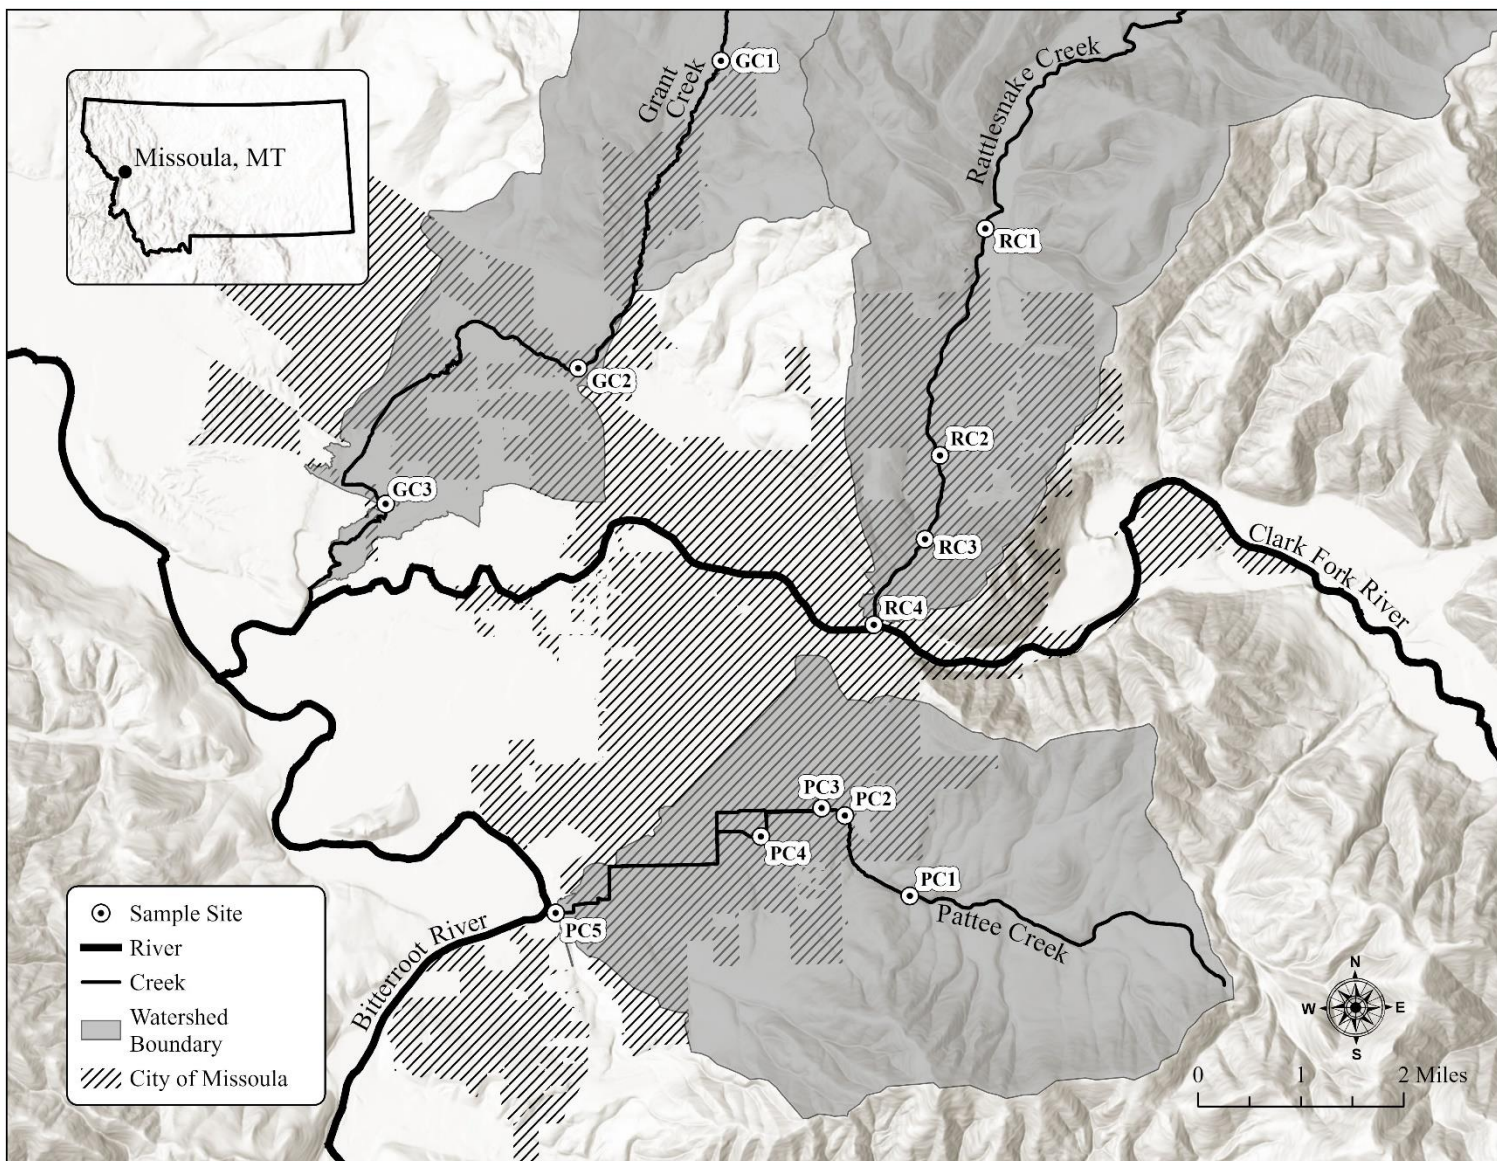 GC1
Grant
Creek
Rattlesnake Creek
Missoula, MT
RC1
GC2
RC2
GC3
RC3
Clark Fork River
RC4
PC3
PC2
PC4
PC1
Pattee Creek
PC5
Bitterroot River
Sample Site
River
Creek
Watershed
Boundary
City of Missoula
N
W
E
S
0 1 2 Miles